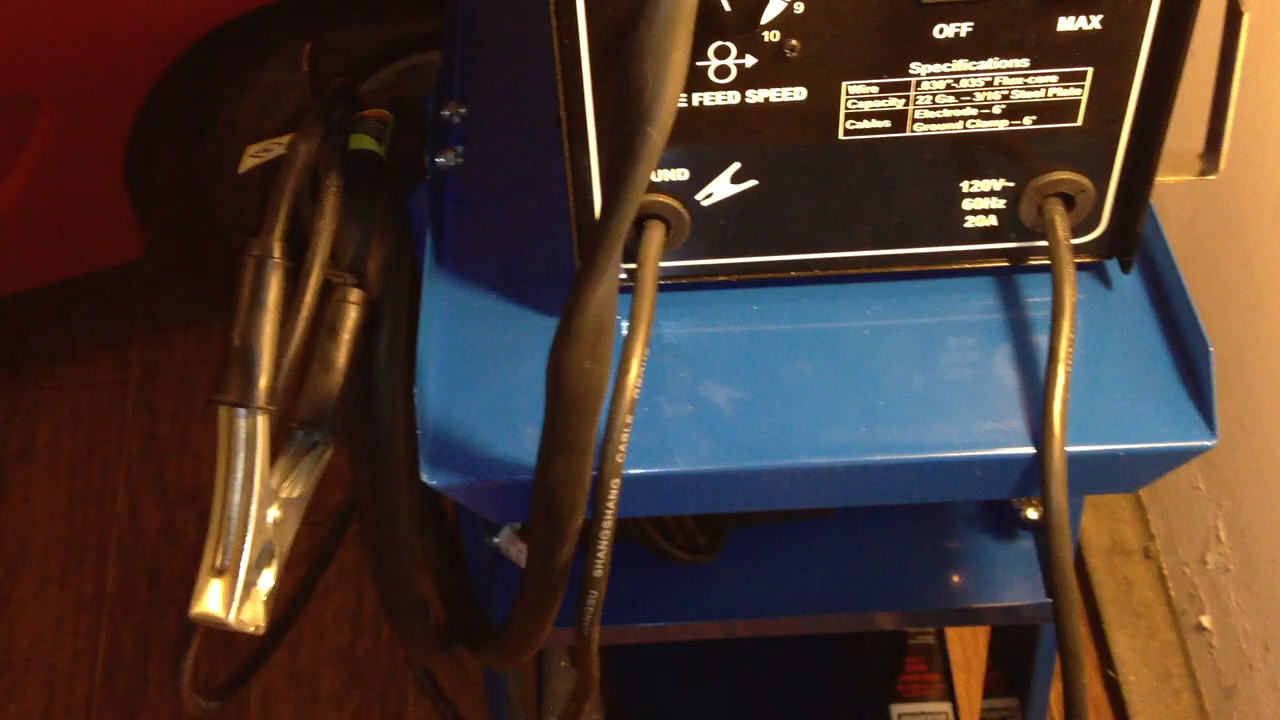 9
10
OFF MAX
E FEED SPEED
Specifications
Wire .030"-.035" Flux-core
Capacity 22 Ga. – 3/16" Steel Plate
Cables Electrode – 6'
Ground Clamp – 6'
UND
120V~
60Hz
20A
SHANGSHANG CABLE